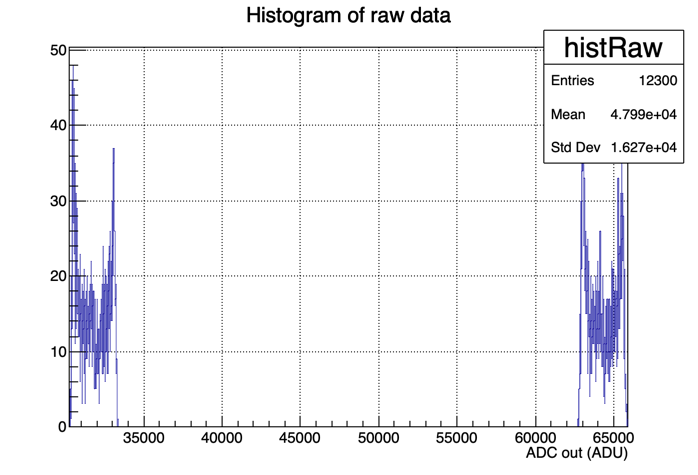 Histogram of raw data
histRaw
Entries 12300
Mean 4.799e+04
Std Dev 1.627e+04
50
40
30
20
10
0
35000 40000 45000 50000 55000 60000 65000
ADC out (ADU)